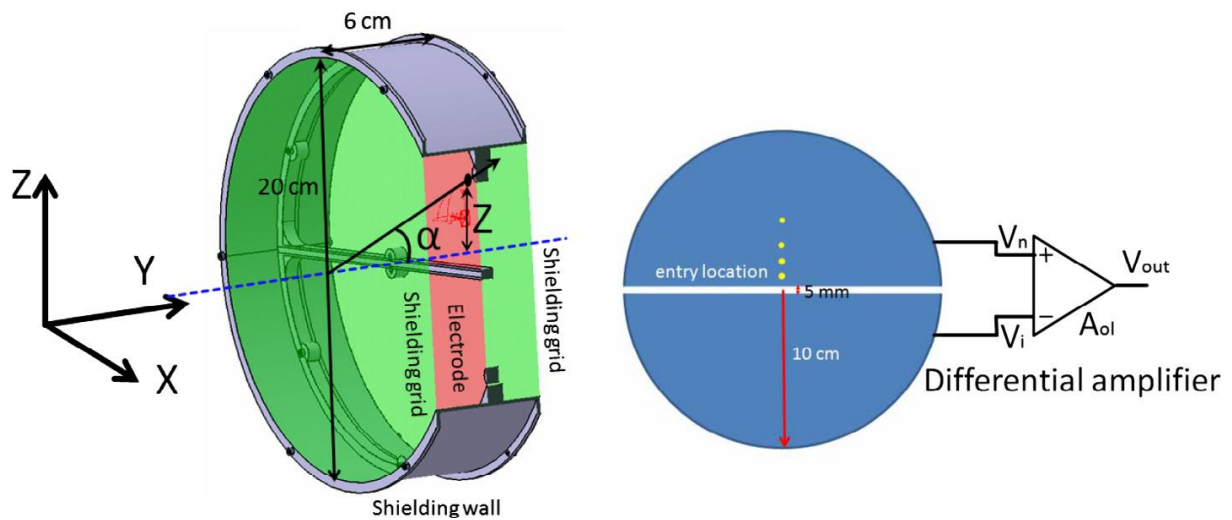 6 cm
Z
20 cm
Z
α
Y
X
Shielding grid
Electrode
Shielding grid
Shielding wall
entry location
5 mm
10 cm
Vn
+
Vout
−
Vi
Aol
Differential amplifier